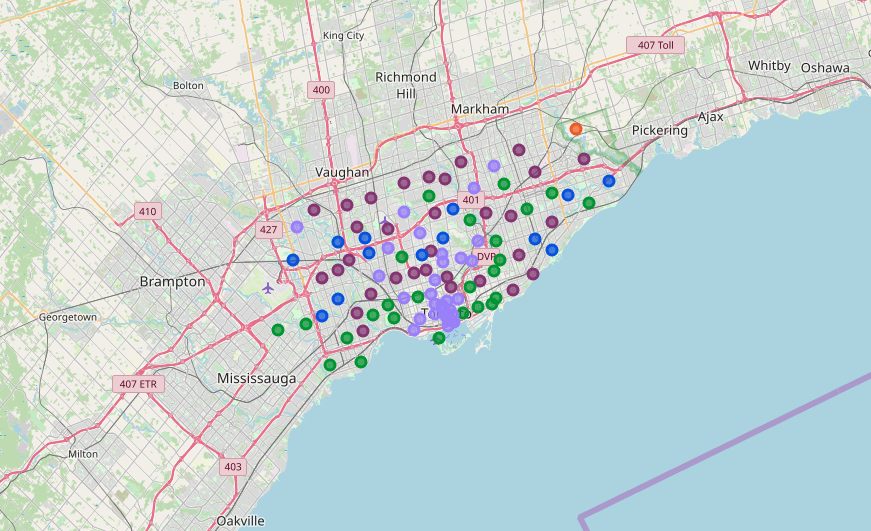 King City
407 Toll
Whitby
Oshawa
Richmond
Hill
Bolton
400
Markham
Ajax
Pickering
Vaughan
401
410
427
DVP
Brampton
Georgetown
Mississauga
407 ETR
Milton
403
Oakville